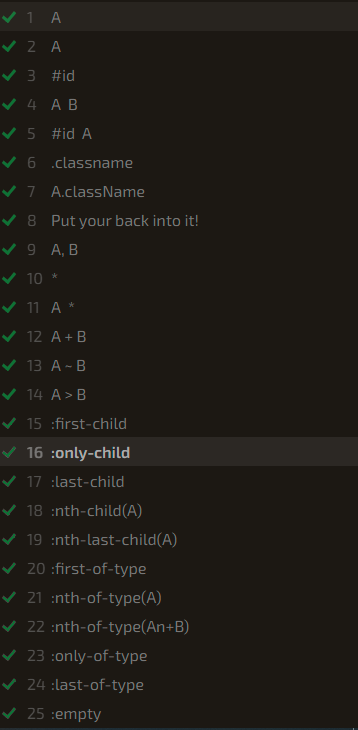 1 A
2 A
3 #id
4 A B
5 #id A
6 .classname
7 A.className
8 Put your back into it!
9 A, B
10 *
11 A *
12 A + B
13 A ~ B
14 A > B
15 :first-child
16 :only-child
17 :last-child
18 :nth-child(A)
19 :nth-last-child(A)
20 :first-of-type
21 :nth-of-type(A)
22 :nth-of-type(An+B)
23 :only-of-type
24 :last-of-type
25 :empty